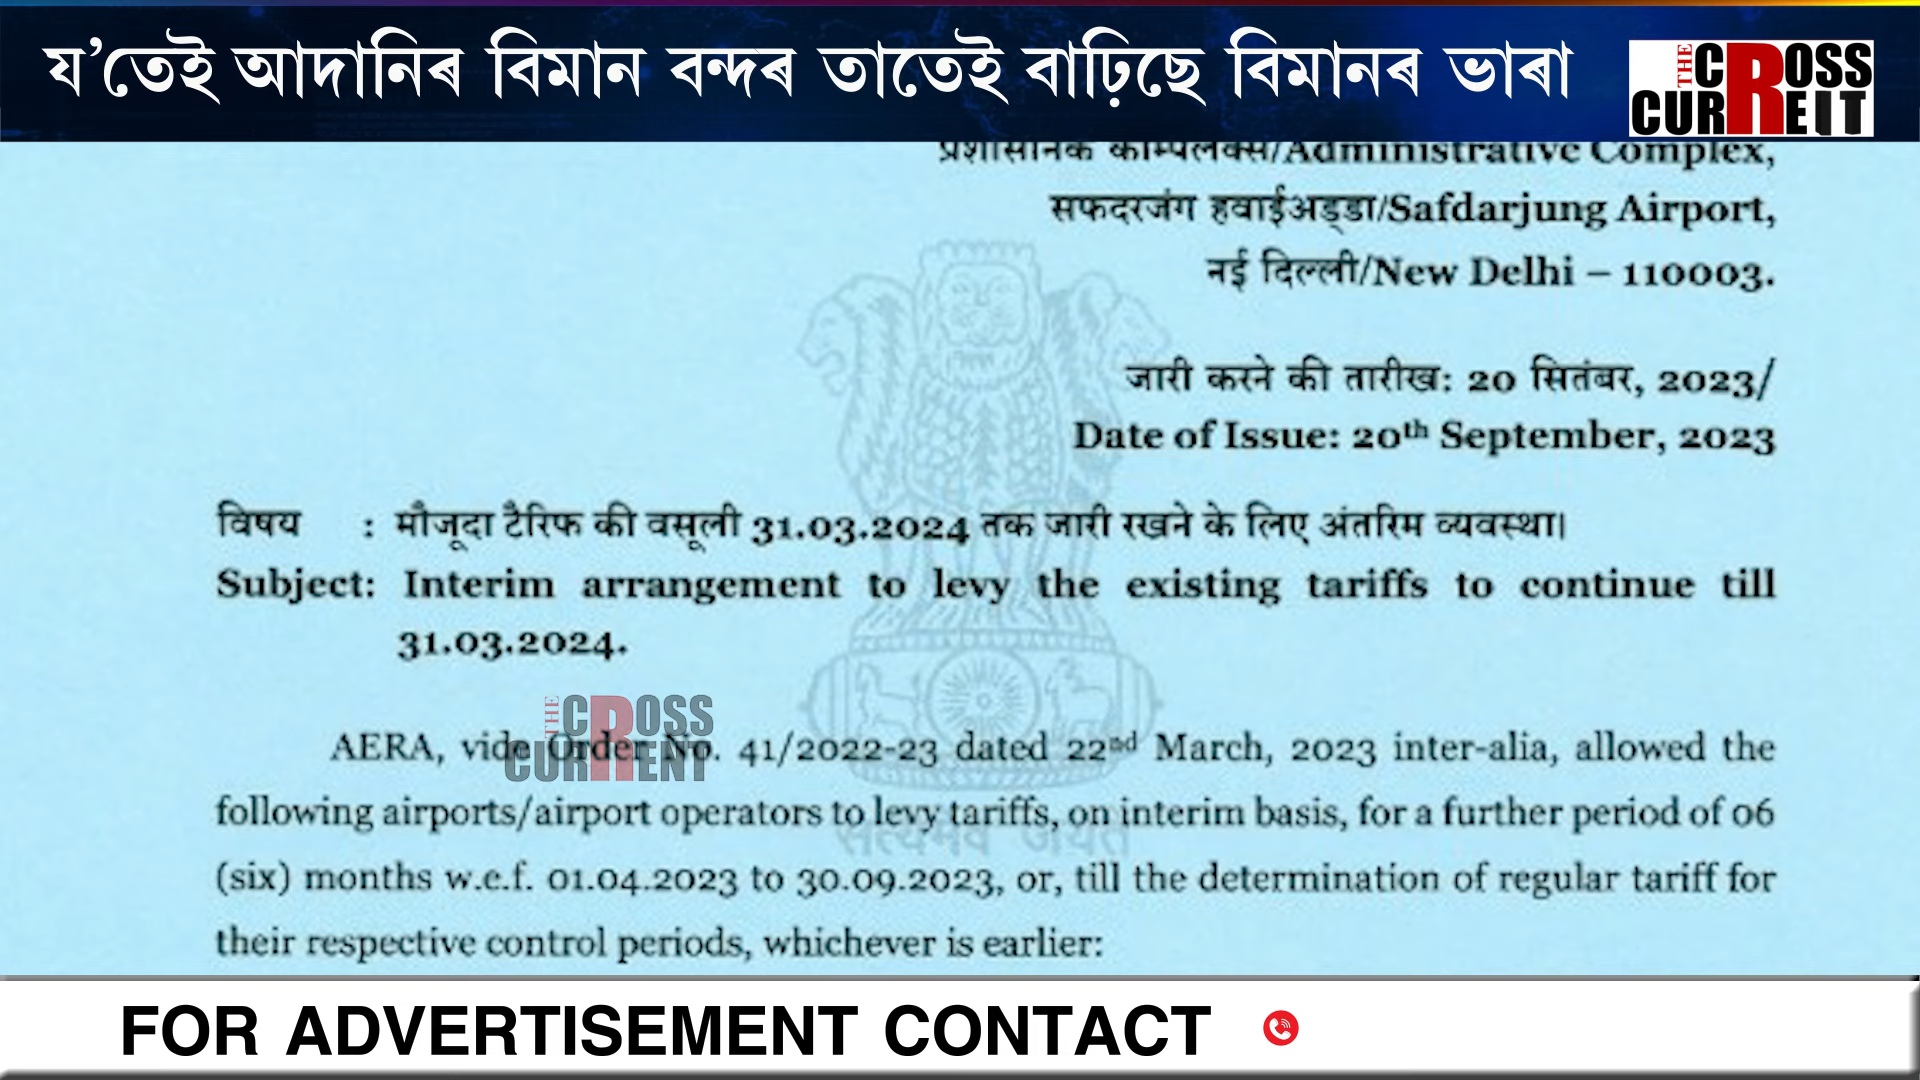 য'তেই আদানিৰ বিমান বন্দৰ তাতেই বাঢ়িছে বিমানৰ ভাৰা
THE CROSS CURREIT
प्रशासनिक कॉम्पलेक्स/Administrative Complex,
सफदरजंग हवाईअड्डा/Safdarjung Airport,
नई दिल्ली/New Delhi – 110003.
जारी करने की तारीख: 20 सितंबर, 2023/
Date of Issue: 20th September, 2023
विषय : मौजूदा टैरिफ की वसूली 31.03.2024 तक जारी रखने के लिए अंतरिम व्यवस्था।
Subject: Interim arrangement to levy the existing tariffs to continue till
31.03.2024.
THE CROSS CURRENT
AERA, vide Order No. 41/2022-23 dated 22nd March, 2023 inter-alia, allowed the
following airports/airport operators to levy tariffs, on interim basis, for a further period of 06
सत्यमेव जयते
(six) months w.e.f. 01.04.2023 to 30.09.2023, or, till the determination of regular tariff for
their respective control periods, whichever is earlier:
FOR ADVERTISEMENT CONTACT